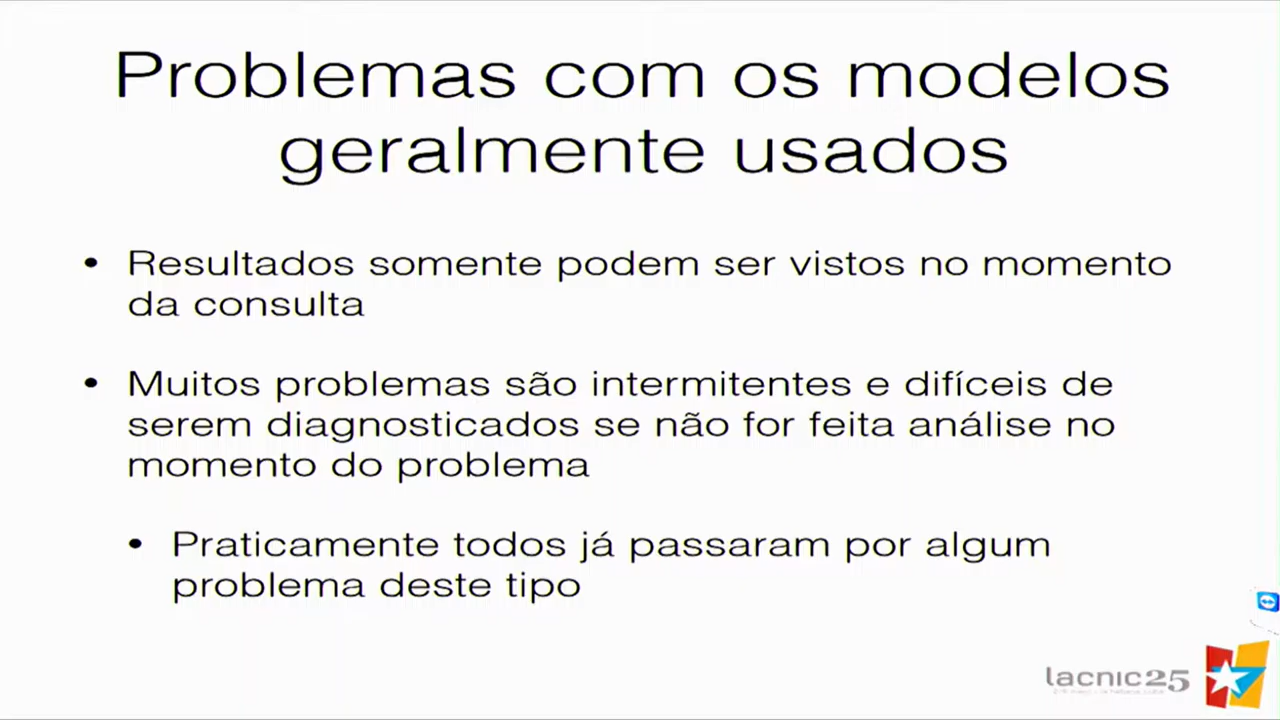 Problemas com os modelos
geralmente usados
• Resultados somente podem ser vistos no momento
da consulta
• Muitos problemas são intermitentes e difíceis de
serem diagnosticados se não for feita análise no
momento do problema
• Praticamente todos já passaram por algum
problema deste tipo
lacnic25